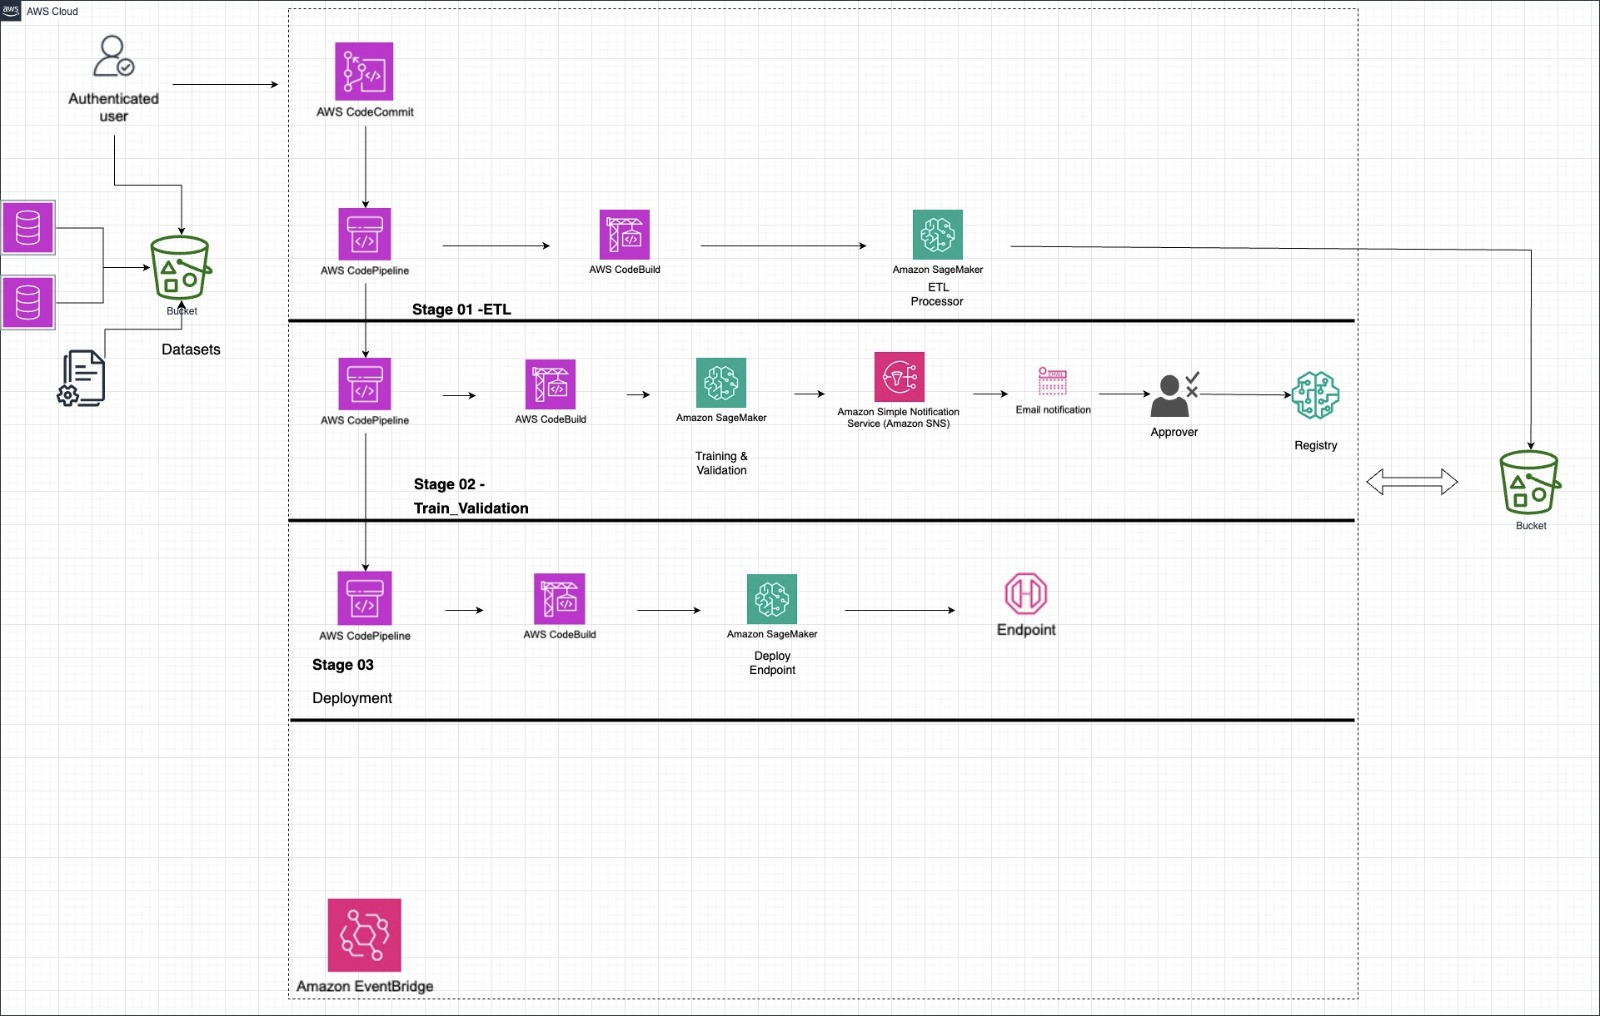 aws
AWS Cloud
Authenticated
user
AWS CodeCommit
AWS CodePipeline
AWS CodeBuild
Amazon SageMaker
ETL
Processor
Bucket
Datasets
Stage 01 -ETL
AWS CodePipeline
AWS CodeBuild
Amazon SageMaker
Training &
Validation
Amazon Simple Notification
Service (Amazon SNS)
Email notification
Approver
Registry
Stage 02 -
Train_Validation
Bucket
AWS CodePipeline
AWS CodeBuild
Amazon SageMaker
Deploy
Endpoint
Endpoint
Stage 03
Deployment
Amazon EventBridge